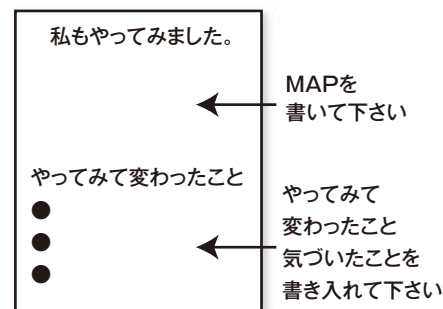 私もやってみました。
MAPを
書いて下さい
やってみて変わったこと
●
●
●
やってみて
変わったこと
気づいたことを
書き入れて下さい